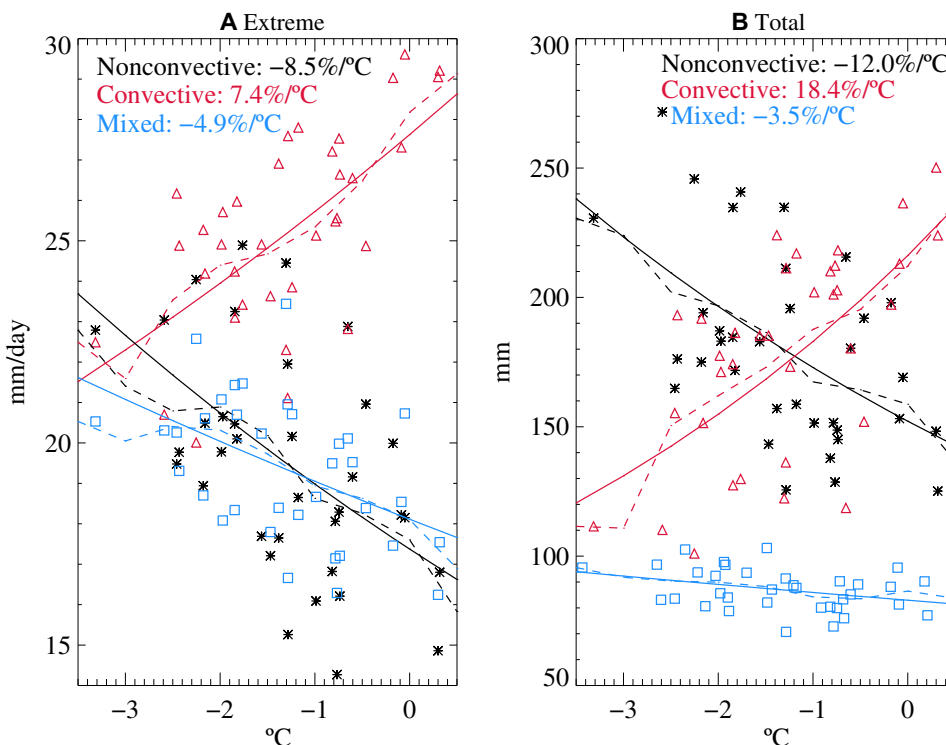 A Extreme
B Total
30
Nonconvective: −8.5%/ºC
Convective: 7.4%/ºC
Mixed: −4.9%/ºC
25
20
15
mm/day
−3 −2 −1 0
ºC
300
Nonconvective: −12.0%/ºC
Convective: 18.4%/ºC
Mixed: −3.5%/ºC
250
200
150
100
50
mm
−3 −2 −1 0
ºC